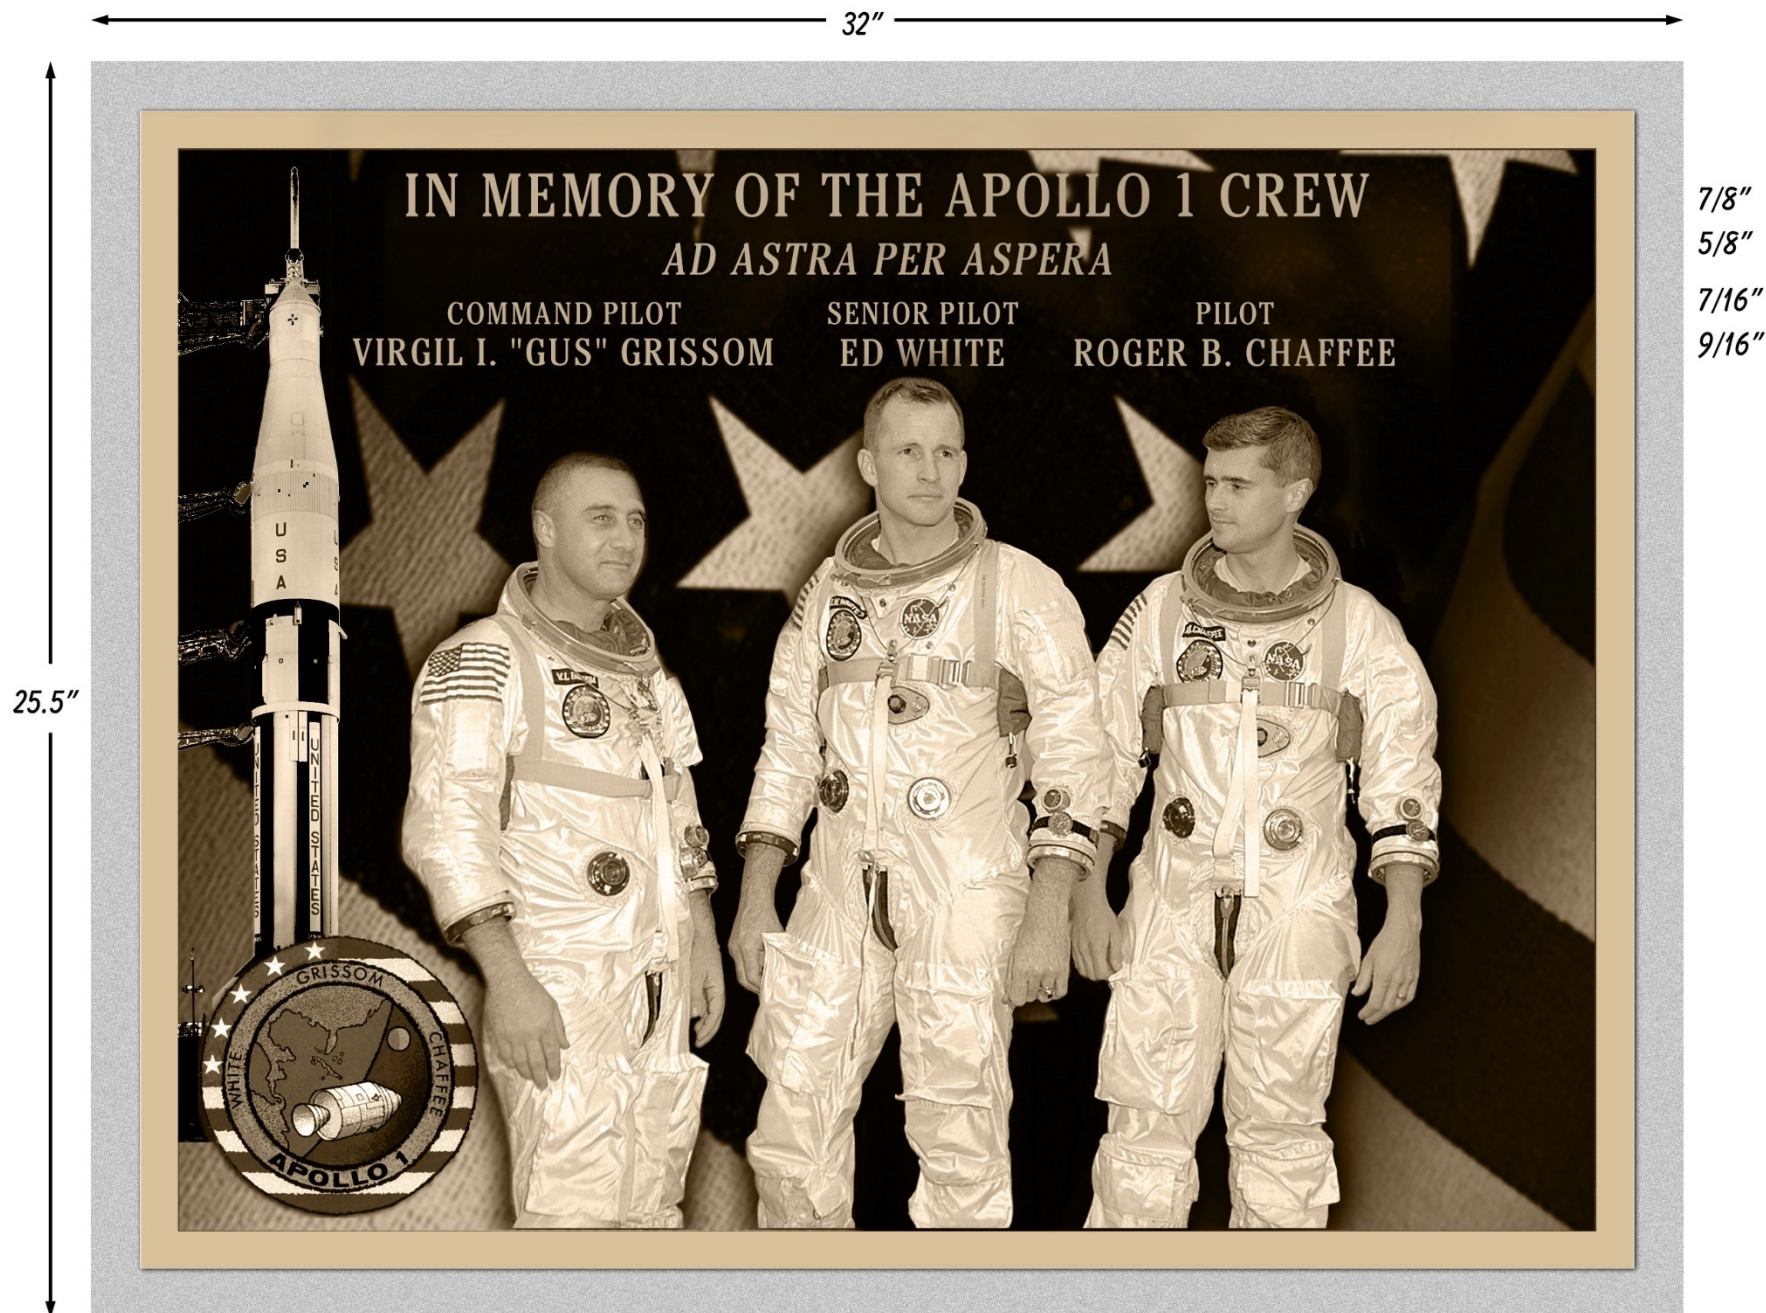 32"
7/8"
IN MEMORY OF THE APOLLO 1 CREW
5/8"
AD ASTRA PER ASPERA
7/16"
COMMAND PILOT SENIOR PILOT PILOT
9/16"
VIRGIL I. "GUS" GRISSOM ED WHITE ROGER B. CHAFFEE
25.5"
USA
USA
UNITED STATES
UNITED STATES
NASA
NASA
R.CHAFFEE
GRISSOM
WHITE
CHAFFEE
APOLLO 1